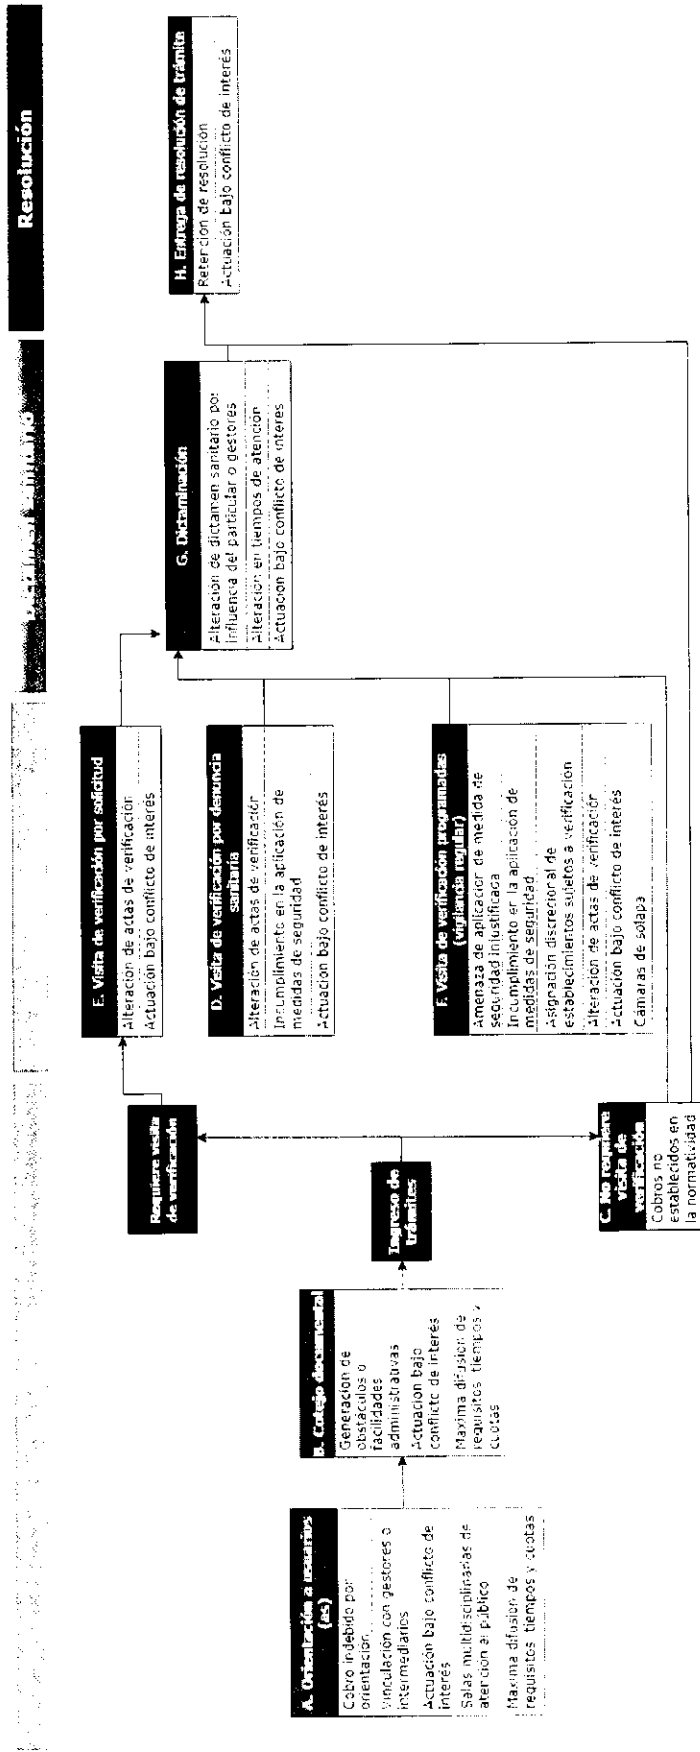 Resolución
A. Orientación a usuarios
(as)
Cobro indebido por
orientación
Vinculación con gestores o
intermediarios
Actuación bajo conflicto de
interés
Salas multidisciplinarias de
atención al público
Maxima difusion de
requisitos tiempos y cuotas
B. Cotejo documental
Generacion de
obstáculos o
facilidades
administrativas
Actuacion bajo
conflicto de interés
Maxima difusion de
requisitos tiempos y
cuotas
Ingreso de
trámites
Requiere visita
de verificación
C. No requiere
visita de
verificación
Cobros no
establecidos en
la normatividad
E. Visita de verificación por solicitud
Alteración de actas de verificación
Actuación bajo conflicto de interés
D. Visita de verificación por denuncia
sanitaria
Alteración de actas de verificación
Incumplimiento en la aplicación de
medidas de seguridad
Actuación bajo conflicto de interés
F. Visita de verificación programadas
(vigilancia regular)
Amenaza de aplicación de medida de
seguridad injustificada
Incumplimiento en la aplicación de
medidas de seguridad
Asignación discrecional de
establecimientos sujetos a verificación
Alteración de actas de verificación
Actuación bajo conflicto de interés
Cámaras de solapa
G. Dictaminación
Alteración de dictamen sanitario por
influencia del particular o gestores
Alteración en tiempos de atención
Actuación bajo conflicto de interes
H. Entrega de resolución de trámite
Retencion de resolución
Actuación bajo conflicto de interés